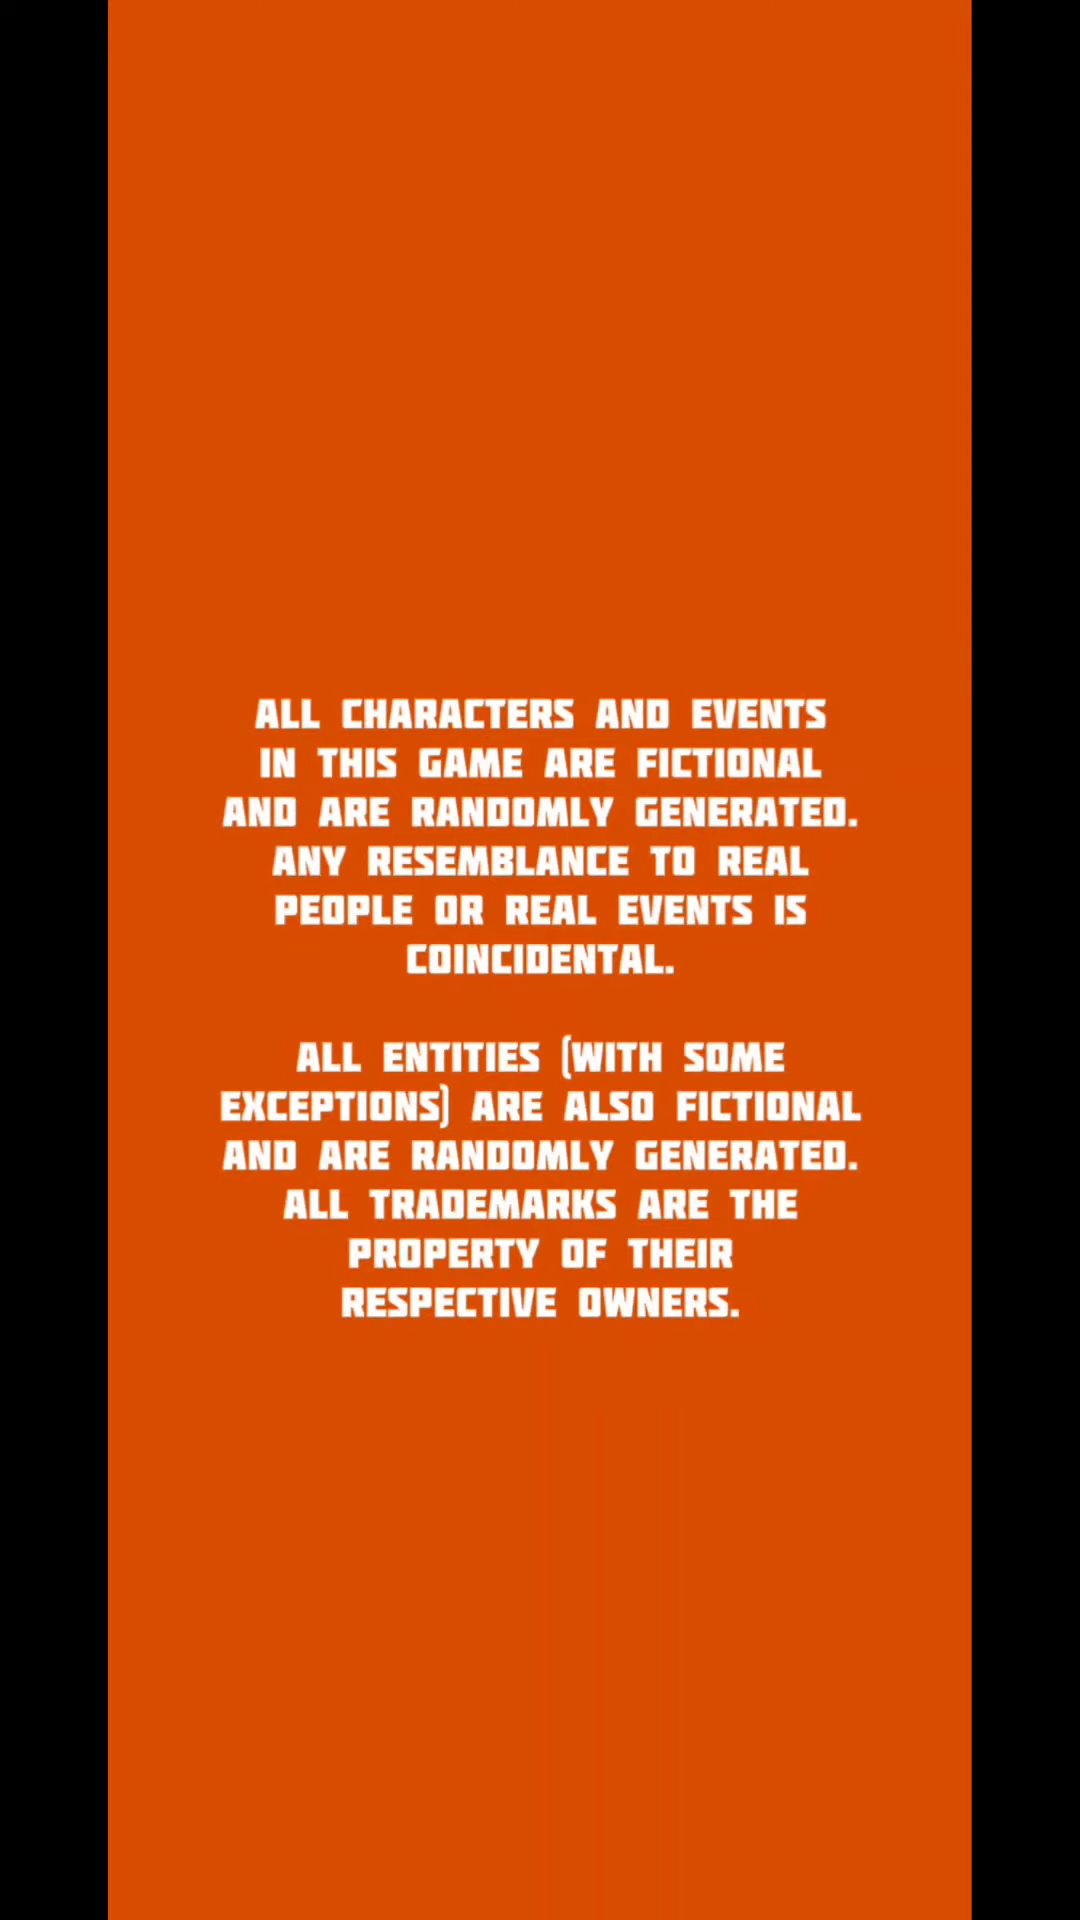 ALL CHARACTERS AND EVENTS
IN THIS GAME ARE FICTIONAL
AND ARE RANDOMLY GENERATED.
ANY RESEMBLANCE TO REAL
PEOPLE OR REAL EVENTS IS
COINCIDENTAL.
ALL ENTITIES (WITH SOME
EXCEPTIONS) ARE ALSO FICTIONAL
AND ARE RANDOMLY GENERATED.
ALL TRADEMARKS ARE THE
PROPERTY OF THEIR
RESPECTIVE OWNERS.